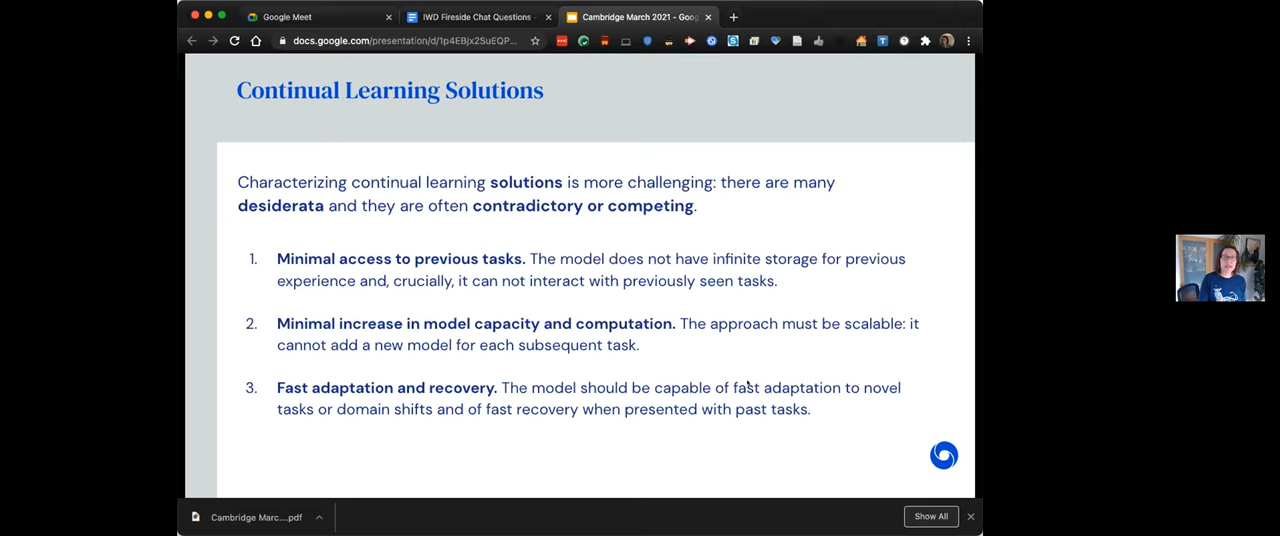 Google Meet
IWD Fireside Chat Questions -
Cambridge March 2021 - Goog
docs.google.com/presentation/d/1p4EBjx2SuEQP...
Continual Learning Solutions
Characterizing continual learning solutions is more challenging: there are many
desiderata and they are often contradictory or competing.
1. Minimal access to previous tasks. The model does not have infinite storage for previous
experience and, crucially, it can not interact with previously seen tasks.
2. Minimal increase in model capacity and computation. The approach must be scalable: it
cannot add a new model for each subsequent task.
3. Fast adaptation and recovery. The model should be capable of fast adaptation to novel
tasks or domain shifts and of fast recovery when presented with past tasks.
Cambridge Marc....pdf
Show All